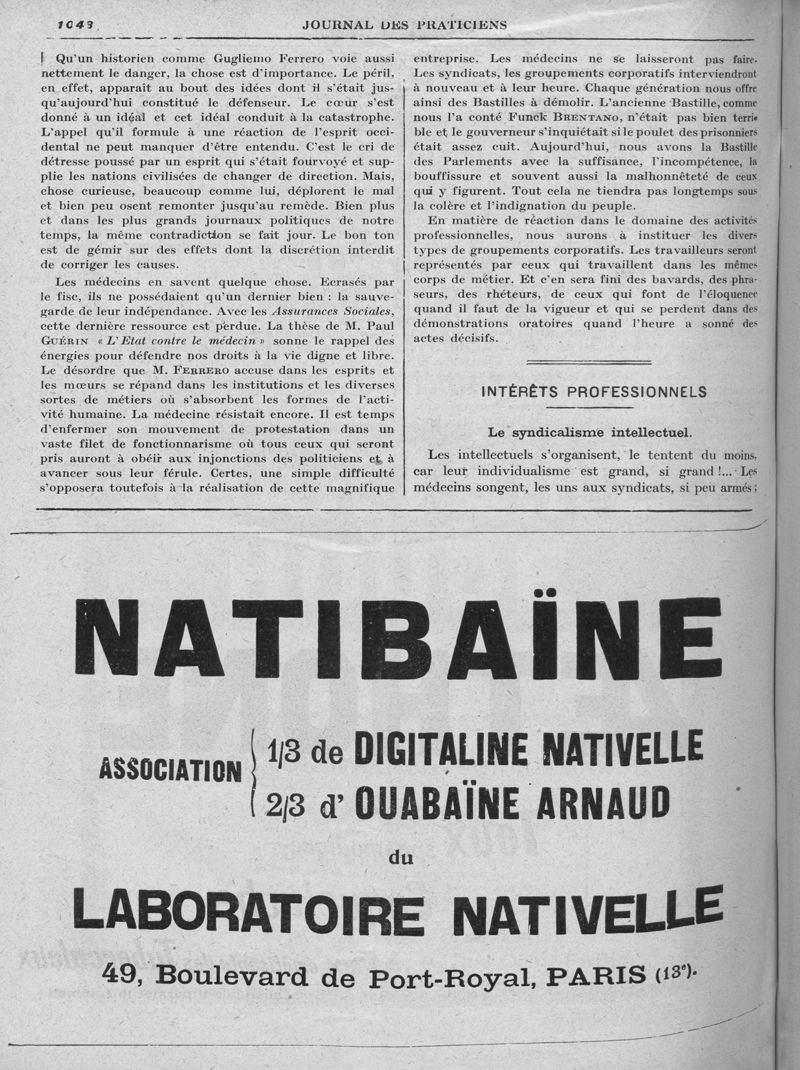 1043
JOURNAL DES PRATICIENS
Qu'un historien comme Gugliemo Ferrero voie aussi
nettement le danger, la chose est d'importance. Le péril,
en effet, apparaît au bout des idées dont il s'était jus-
qu'aujourd'hui constitué le défenseur. Le cœur s'est
donné à un idéal et cet idéal conduit à la catastrophe.
L'appel qu'il formule à une réaction de l'esprit occi-
dental ne peut manquer d'être entendu. C'est le cri de
détresse poussé par un esprit qui s'était fourvoyé et sup-
plie les nations civilisées de changer de direction. Mais,
chose curieuse, beaucoup comme lui, déplorent le mal
et bien peu osent remonter jusqu'au remède. Bien plus
et dans les plus grands journaux politiques de notre
temps, la même contradiction se fait jour. Le bon ton
est de gémir sur des effets dont la discrétion interdit
de corriger les causes.
Les médecins en savent quelque chose. Ecrasés par
le fisc, ils ne possédaient qu'un dernier bien : la sauve-
garde de leur indépendance. Avec les Assurances Sociales,
cette dernière ressource est perdue. La thèse de M. Paul
GUÉRIN « L'Etat contre le médecin » sonne le rappel des
énergies pour défendre nos droits à la vie digne et libre.
Le désordre que M. FERRERO accuse dans les esprits et
les mœurs se répand dans les institutions et les diverses
sortes de métiers où s'absorbent les formes de l'acti-
vité humaine. La médecine résistait encore. Il est temps
d'enfermer son mouvement de protestation dans un
vaste filet de fonctionnarisme où tous ceux qui seront
pris auront à obéir aux injonctions des politiciens et à
avancer sous leur férule. Certes, une simple difficulté
s'opposera toutefois à la réalisation de cette magnifique
entreprise. Les médecins ne se laisseront pas faire.
Les syndicats, les groupements corporatifs interviendront
à nouveau et à leur heure. Chaque génération nous offre
ainsi des Bastilles à démolir. L'ancienne Bastille, comme
nous l'a conté Funck BRENTANO, n'était pas bien terri-
ble et le gouverneur s'inquiétait si le poulet des prisonniers
était assez cuit. Aujourd'hui, nous avons la Bastille
des Parlements avec la suffisance, l'incompétence, la
bouffissure et souvent aussi la malhonnêteté de ceux
qui y figurent. Tout cela ne tiendra pas longtemps sous
la colère et l'indignation du peuple.
En matière de réaction dans le domaine des activités
professionnelles, nous aurons à instituer les divers
types de groupements corporatifs. Les travailleurs seront
représentés par ceux qui travaillent dans les mêmes
corps de métier. Et c'en sera fini des bavards, des phra-
seurs, des rhéteurs, de ceux qui font de l'éloquence
quand il faut de la vigueur et qui se perdent dans des
démonstrations oratoires quand l'heure a sonné des
actes décisifs.
INTÉRÊTS PROFESSIONNELS
Le syndicalisme intellectuel.
Les intellectuels s'organisent, le tentent du moins,
car leur individualisme est grand, si grand !... Les
médecins songent, les uns aux syndicats, si peu armés ;
NATIBAÏNE
ASSOCIATION
1/3 de DIGITALINE NATIVELLE
2/3 d' OUABAÏNE ARNAUD
du
LABORATOIRE NATIVELLE
49, Boulevard de Port-Royal, PARIS (13e).